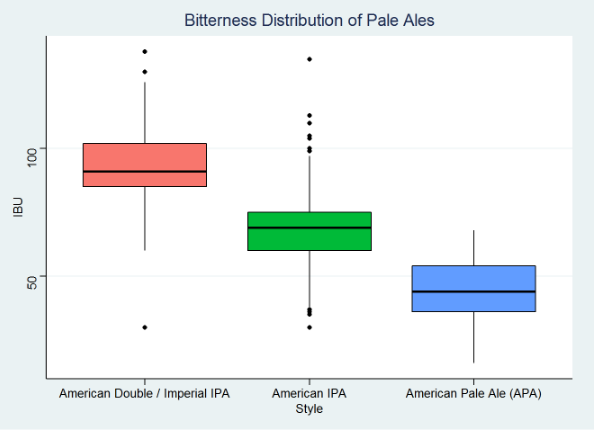 Bitterness Distribution of Pale Ales
100
50
IBU
American Double / Imperial IPA
American IPA
American Pale Ale (APA)
Style